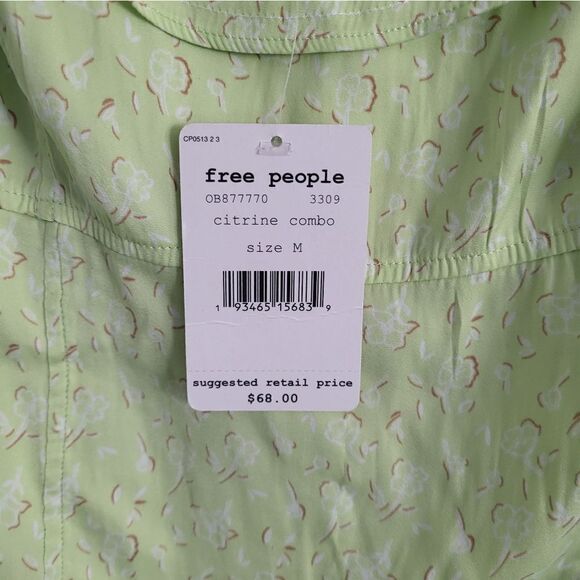 CP0513 2 3
free people
OB877770 3309
citrine combo
size M
1 93465 15683 9
suggested retail price
$68.00